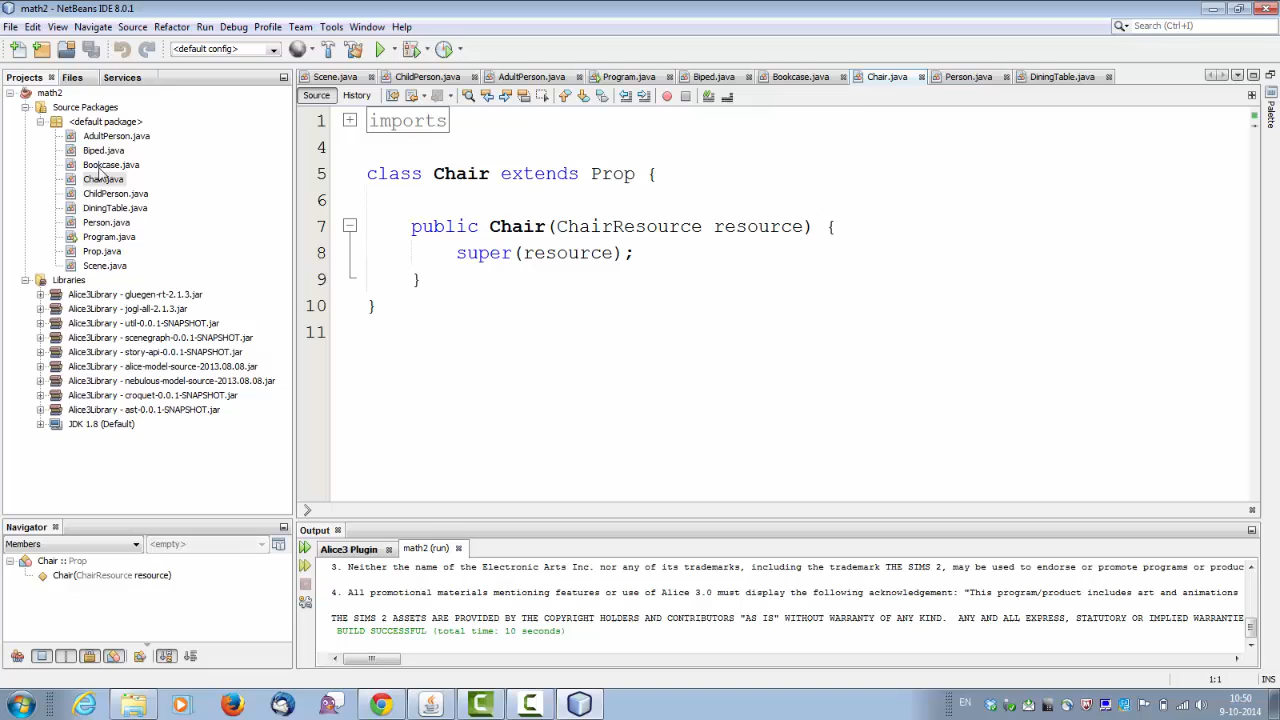 math2 - NetBeans IDE 8.0.1
File Edit View Navigate Source Refactor Run Debug Profile Team Tools Window Help
Search (Ctrl+I)
<default config>
Projects Files Services
math2
Source Packages
<default package>
AdultPerson.java
Biped.java
Bookcase.java
Chair.java
ChildPerson.java
DiningTable.java
Person.java
Program.java
Prop.java
Scene.java
Libraries
Alice3Library - gluegen-rt-2.1.3.jar
Alice3Library - jogl-all-2.1.3.jar
Alice3Library - util-0.0.1-SNAPSHOT.jar
Alice3Library - scenegraph-0.0.1-SNAPSHOT.jar
Alice3Library - story-api-0.0.1-SNAPSHOT.jar
Alice3Library - alice-model-source-2013.08.08.jar
Alice3Library - nebulous-model-source-2013.08.08.jar
Alice3Library - croquet-0.0.1-SNAPSHOT.jar
Alice3Library - ast-0.0.1-SNAPSHOT.jar
JDK 1.8 (Default)
Navigator
Members <empty>
Chair :: Prop
Chair(ChairResource resource)
Scene.java ChildPerson.java AdultPerson.java Program.java Biped.java Bookcase.java Chair.java Person.java DiningTable.java
Source History
Palette
1 imports
4
5 class Chair extends Prop {
6
7 public Chair(ChairResource resource) {
8 super(resource);
9 }
10 }
11
Output
Alice3 Plugin math2 (run)
3. Neither the name of the Electronic Arts Inc. nor any of its trademarks, including the trademark THE SIMS 2, may be used to endorse or promote programs or produc
4. All promotional materials mentioning features or use of Alice 3.0 must display the following acknowledgement: "This program/product includes art and animations
THE SIMS 2 ASSETS ARE PROVIDED BY THE COPYRIGHT HOLDERS AND CONTRIBUTORS "AS IS" WITHOUT WARRANTY OF ANY KIND. ANY AND ALL EXPRESS, STATUTORY OR IMPLIED WARRANTIE
BUILD SUCCESSFUL (total time: 10 seconds)
1:1 INS
EN
10:50
9-10-2014